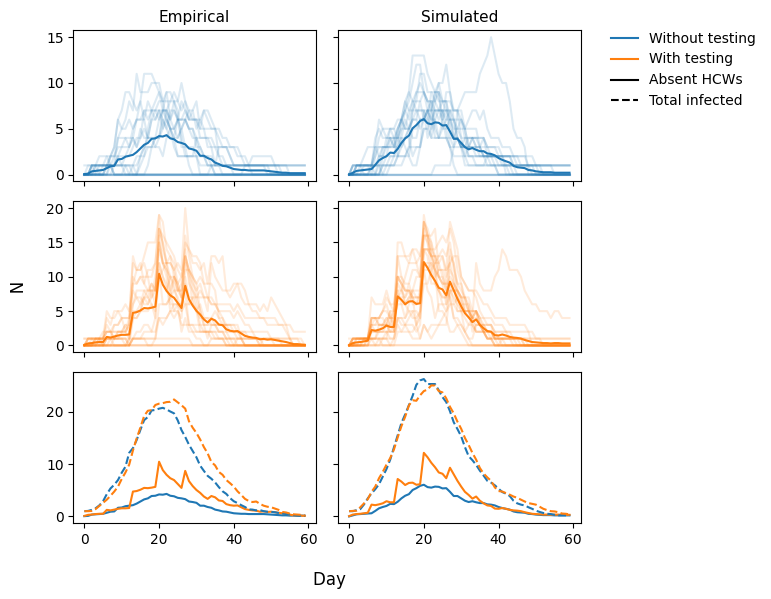 Empirical
Simulated
Without testing
With testing
Absent HCWs
Total infected
15
10
5
0
20
15
10
5
0
N
20
10
0
0
20
40
60
0
20
40
60
Day